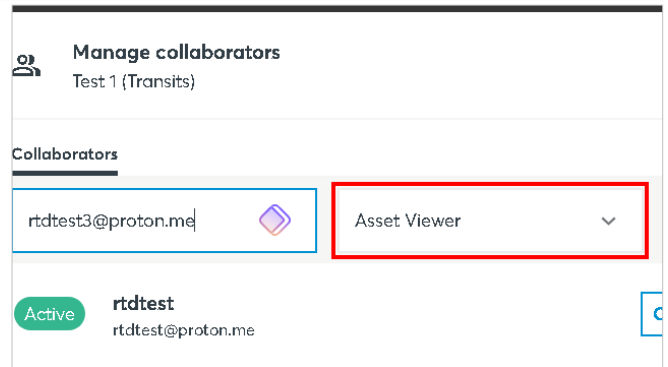 Manage collaborators
Test 1 (Transits)
Collaborators
rtdtest3@proton.me
Asset Viewer
Active
rtdtest
rtdtest@proton.me